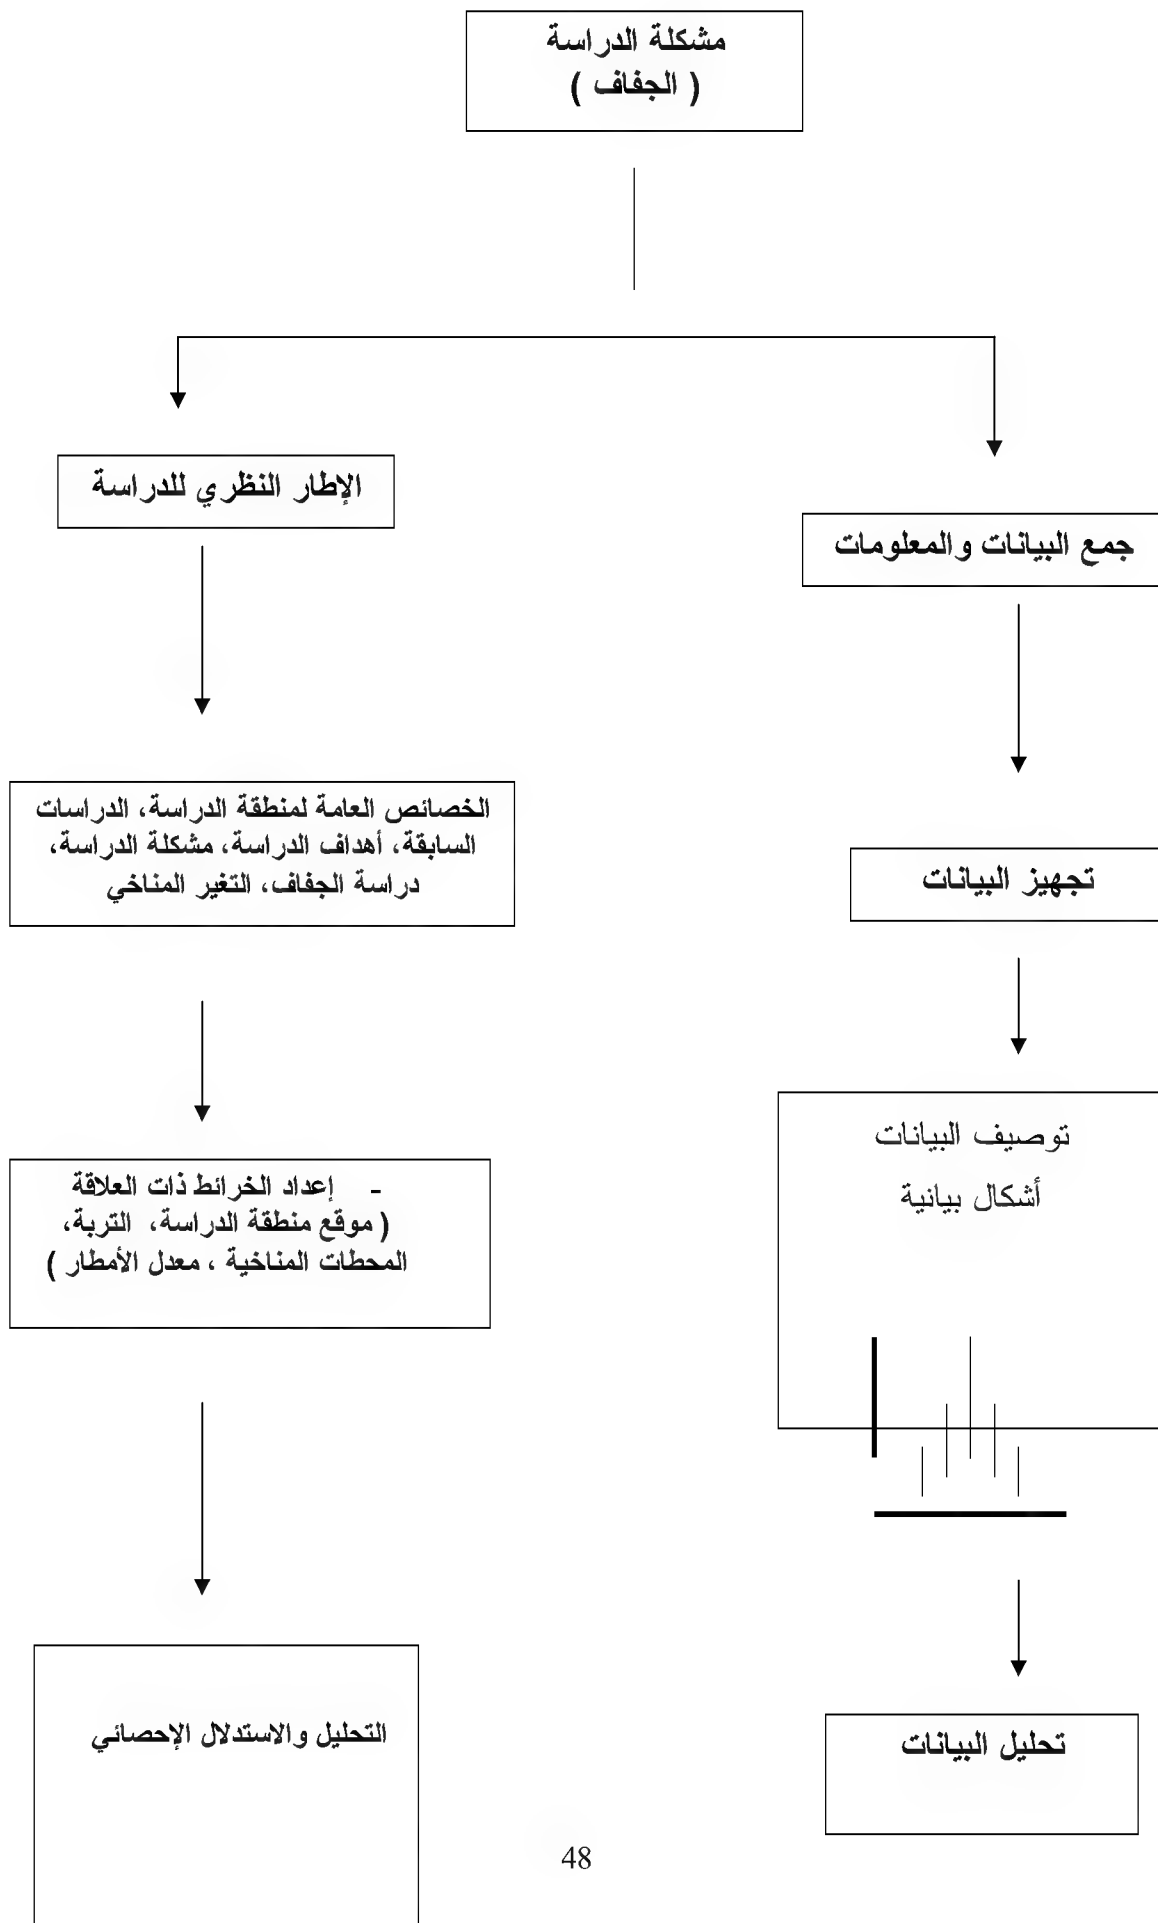 مشكلة الدراسة
( الجفاف )
جمع البيانات والمعلومات
تجهيز البيانات
توصيف البيانات
أشكال بيانية
تحليل البيانات
الإطار النظري للدراسة
الخصائص العامة لمنطقة الدراسة، الدراسات
السابقة، أهداف الدراسة، مشكلة الدراسة،
دراسة الجفاف، التغير المناخي
- إعداد الخرائط ذات العلاقة
( موقع منطقة الدراسة، التربة،
المحطات المناخية ، معدل الأمطار )
التحليل والاستدلال الإحصائي
48